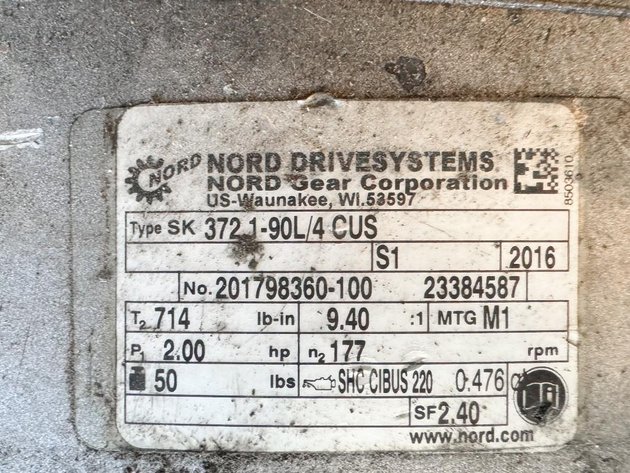 NORD NORD DRIVESYSTEMS
NORD Gear Corporation
US-Waunakee, WI.53597
8503610
Type SK 372.1-90L/4 CUS
S1 2016
No. 201798360-100 23384587
T2 714 lb-in 9.40 :1 MTG M1
P1 2.00 hp n2 177 rpm
50 lbs SHC CIBUS 220 0.476
SF 2.40
www.nord.com